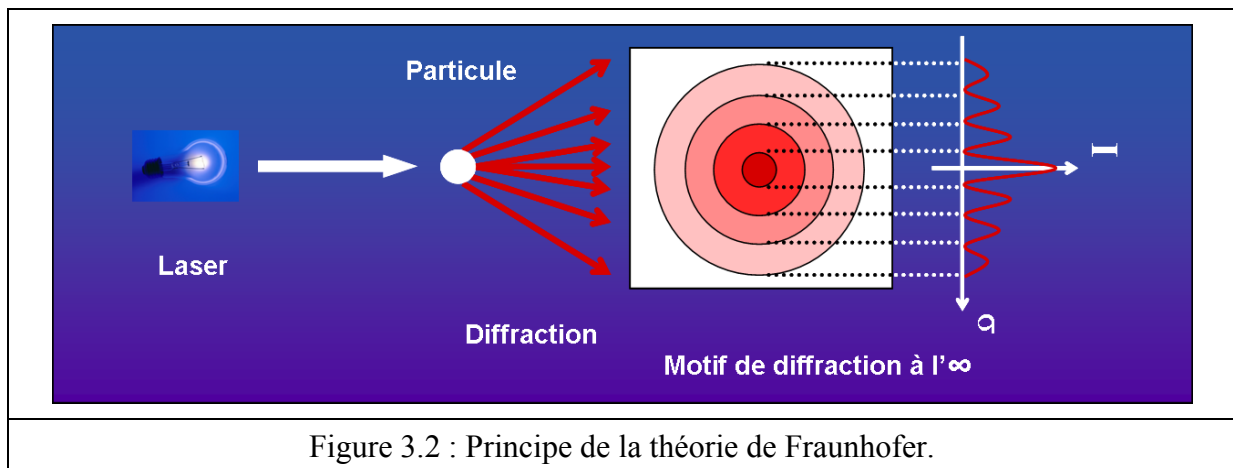 Particule
Laser
Diffraction
Motif de diffraction à l'∞
I
σ
Figure 3.2 : Principe de la théorie de Fraunhofer.